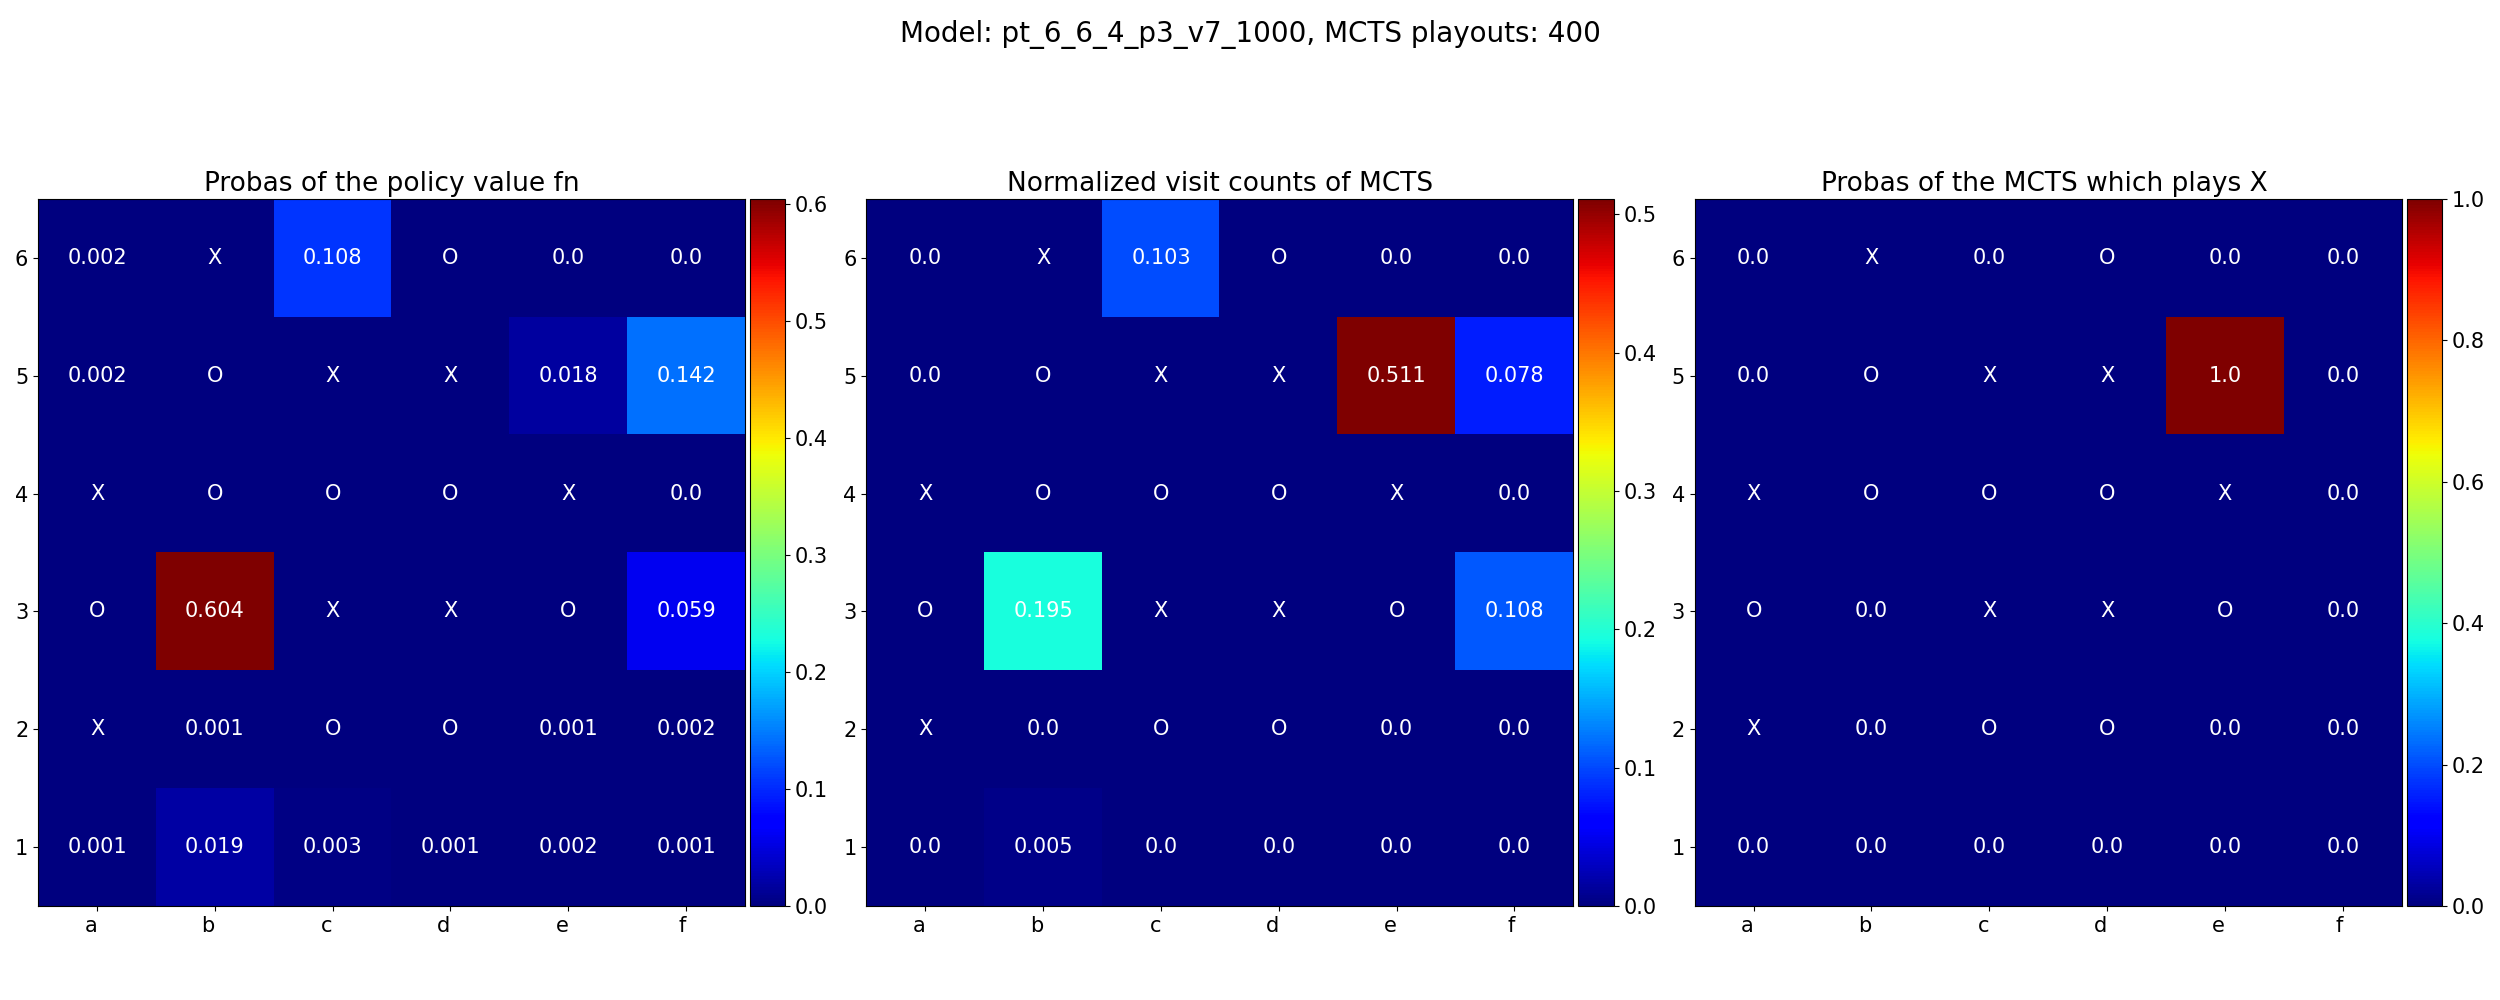 Model: pt_6_6_4_p3_v7_1000, MCTS playouts: 400
Probas of the policy value fn
6 0.002 X 0.108 O 0.0 0.0
5 0.002 O X X 0.018 0.142
4 X O O O X 0.0
3 O 0.604 X X O 0.059
2 X 0.001 O O 0.001 0.002
1 0.001 0.019 0.003 0.001 0.002 0.001
a b c d e f
0.6
0.5
0.4
0.3
0.2
0.1
0.0
Normalized visit counts of MCTS
6 0.0 X 0.103 O 0.0 0.0
5 0.0 O X X 0.511 0.078
4 X O O O X 0.0
3 O 0.195 X X O 0.108
2 X 0.0 O O 0.0 0.0
1 0.0 0.005 0.0 0.0 0.0 0.0
a b c d e f
0.5
0.4
0.3
0.2
0.1
0.0
Probas of the MCTS which plays X
6 0.0 X 0.0 O 0.0 0.0
5 0.0 O X X 1.0 0.0
4 X O O O X 0.0
3 O 0.0 X X O 0.0
2 X 0.0 O O 0.0 0.0
1 0.0 0.0 0.0 0.0 0.0 0.0
a b c d e f
1.0
0.8
0.6
0.4
0.2
0.0